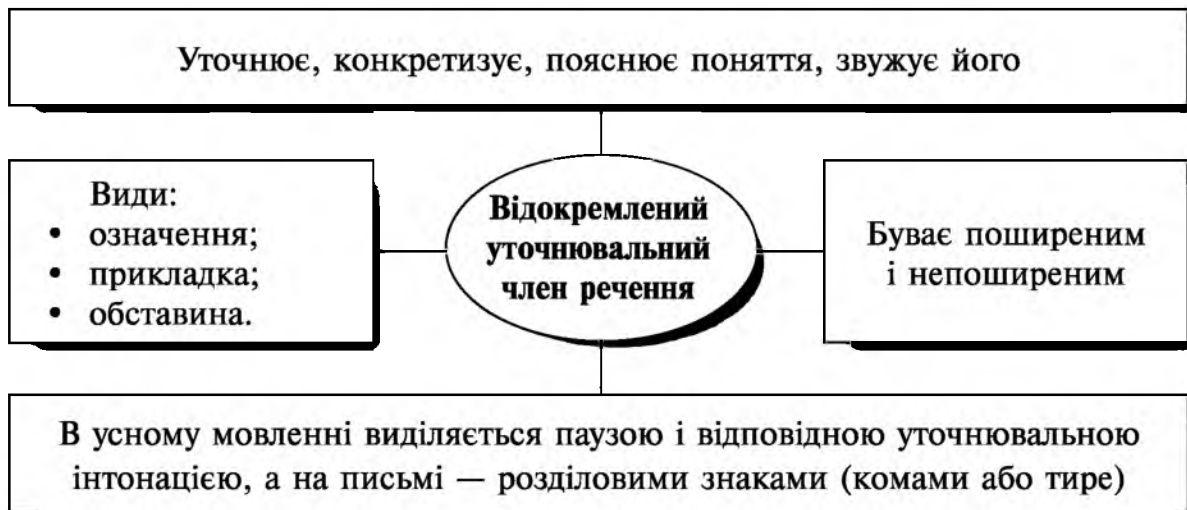 Уточнює, конкретизує, пояснює поняття, звужує його
Види:
• означення;
• прикладка;
• обставина.
Відокремлений
уточнювальний
член речення
Буває поширеним
і непоширеним
В усному мовленні виділяється паузою і відповідною уточнювальною
інтонацією, а на письмі — розділовими знаками (комами або тире)